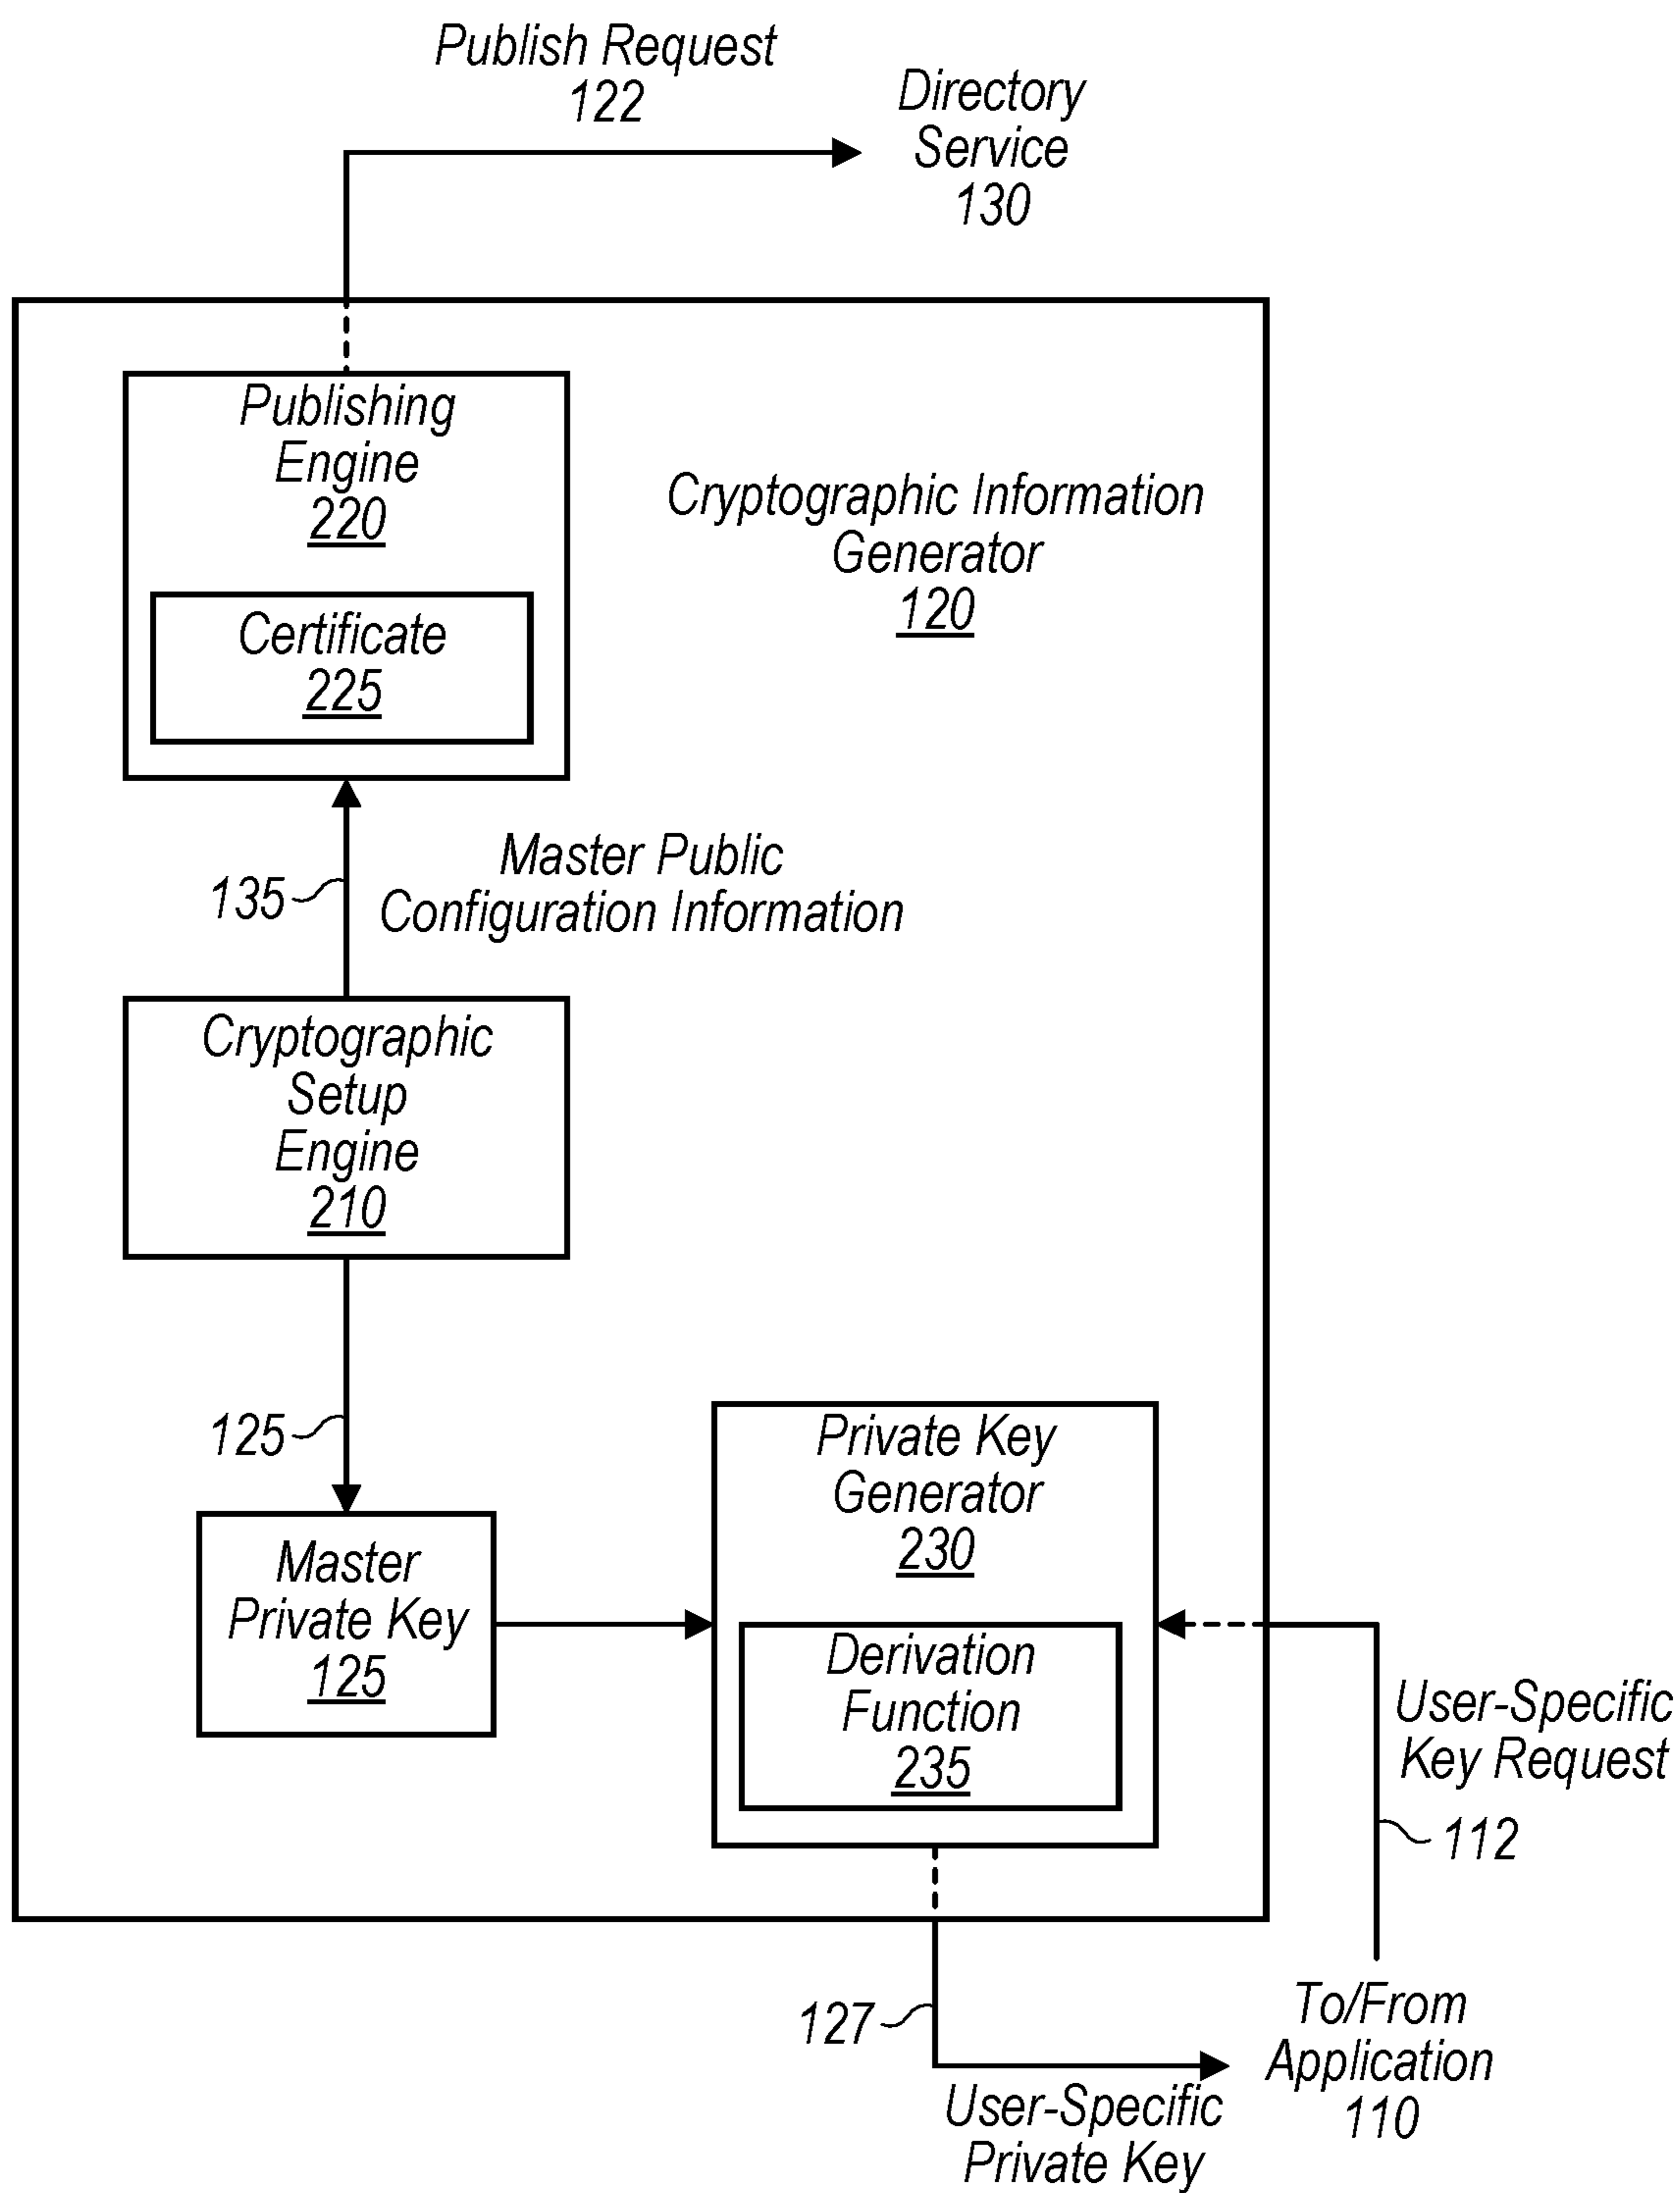 Publish Request
122
Directory
Service
130
Publishing
Engine
220
Certificate
225
Cryptographic Information
Generator
120
135
Master Public
Configuration Information
Cryptographic
Setup
Engine
210
125
Master
Private Key
125
Private Key
Generator
230
Derivation
Function
235
User-Specific
Key Request
112
127
User-Specific
Private Key
To/From
Application
110